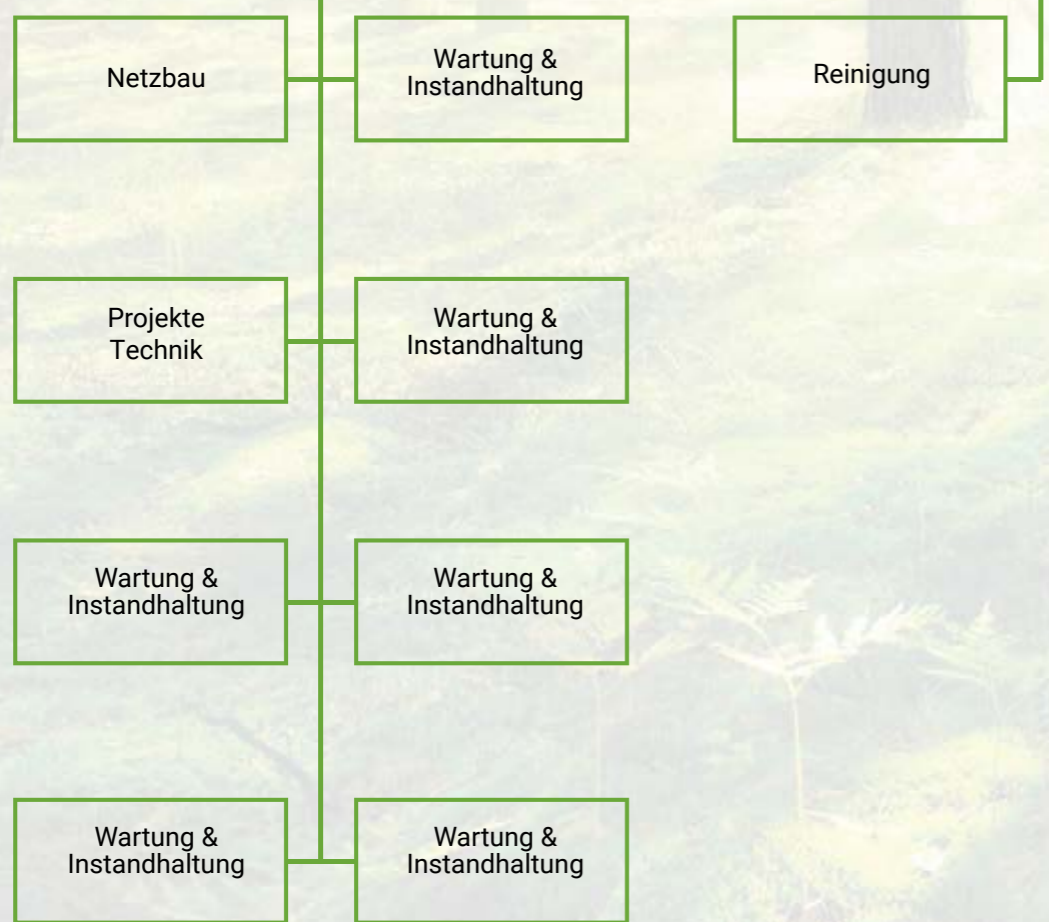 Netzbau
Wartung &
Instandhaltung
Reinigung
Projekte
Technik
Wartung &
Instandhaltung
Wartung &
Instandhaltung
Wartung &
Instandhaltung
Wartung &
Instandhaltung
Wartung &
Instandhaltung